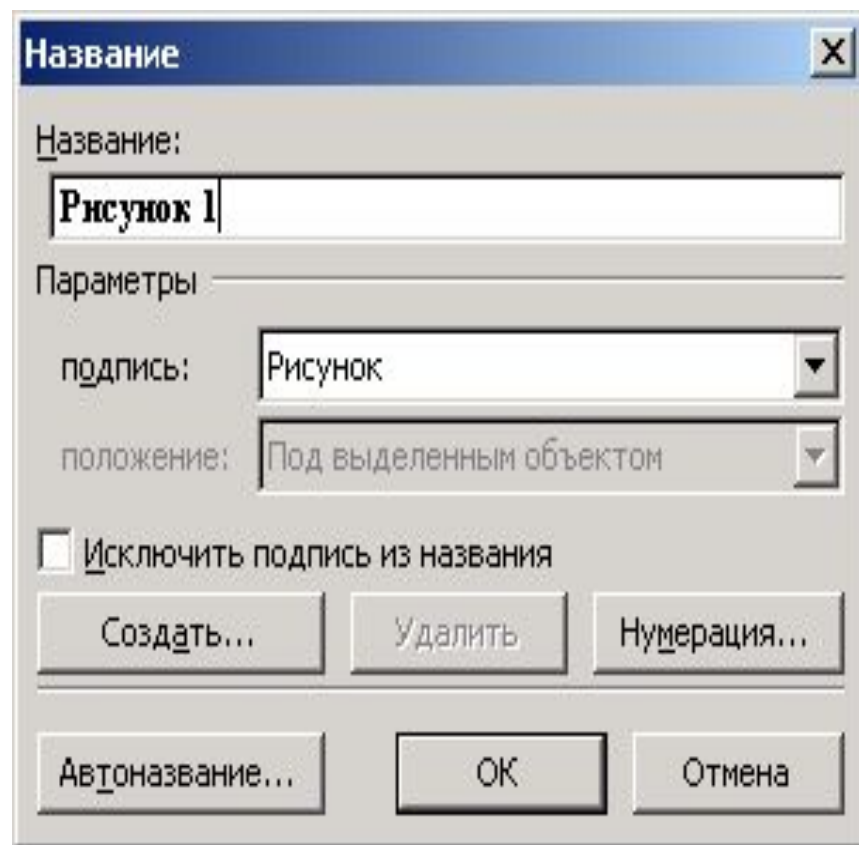 Название
Название:
Рисунок 1
Параметры
подпись: Рисунок
положение: Под выделенным объектом
Исключить подпись из названия
Создать... Удалить Нумерация...
Автоназвание... ОК Отмена